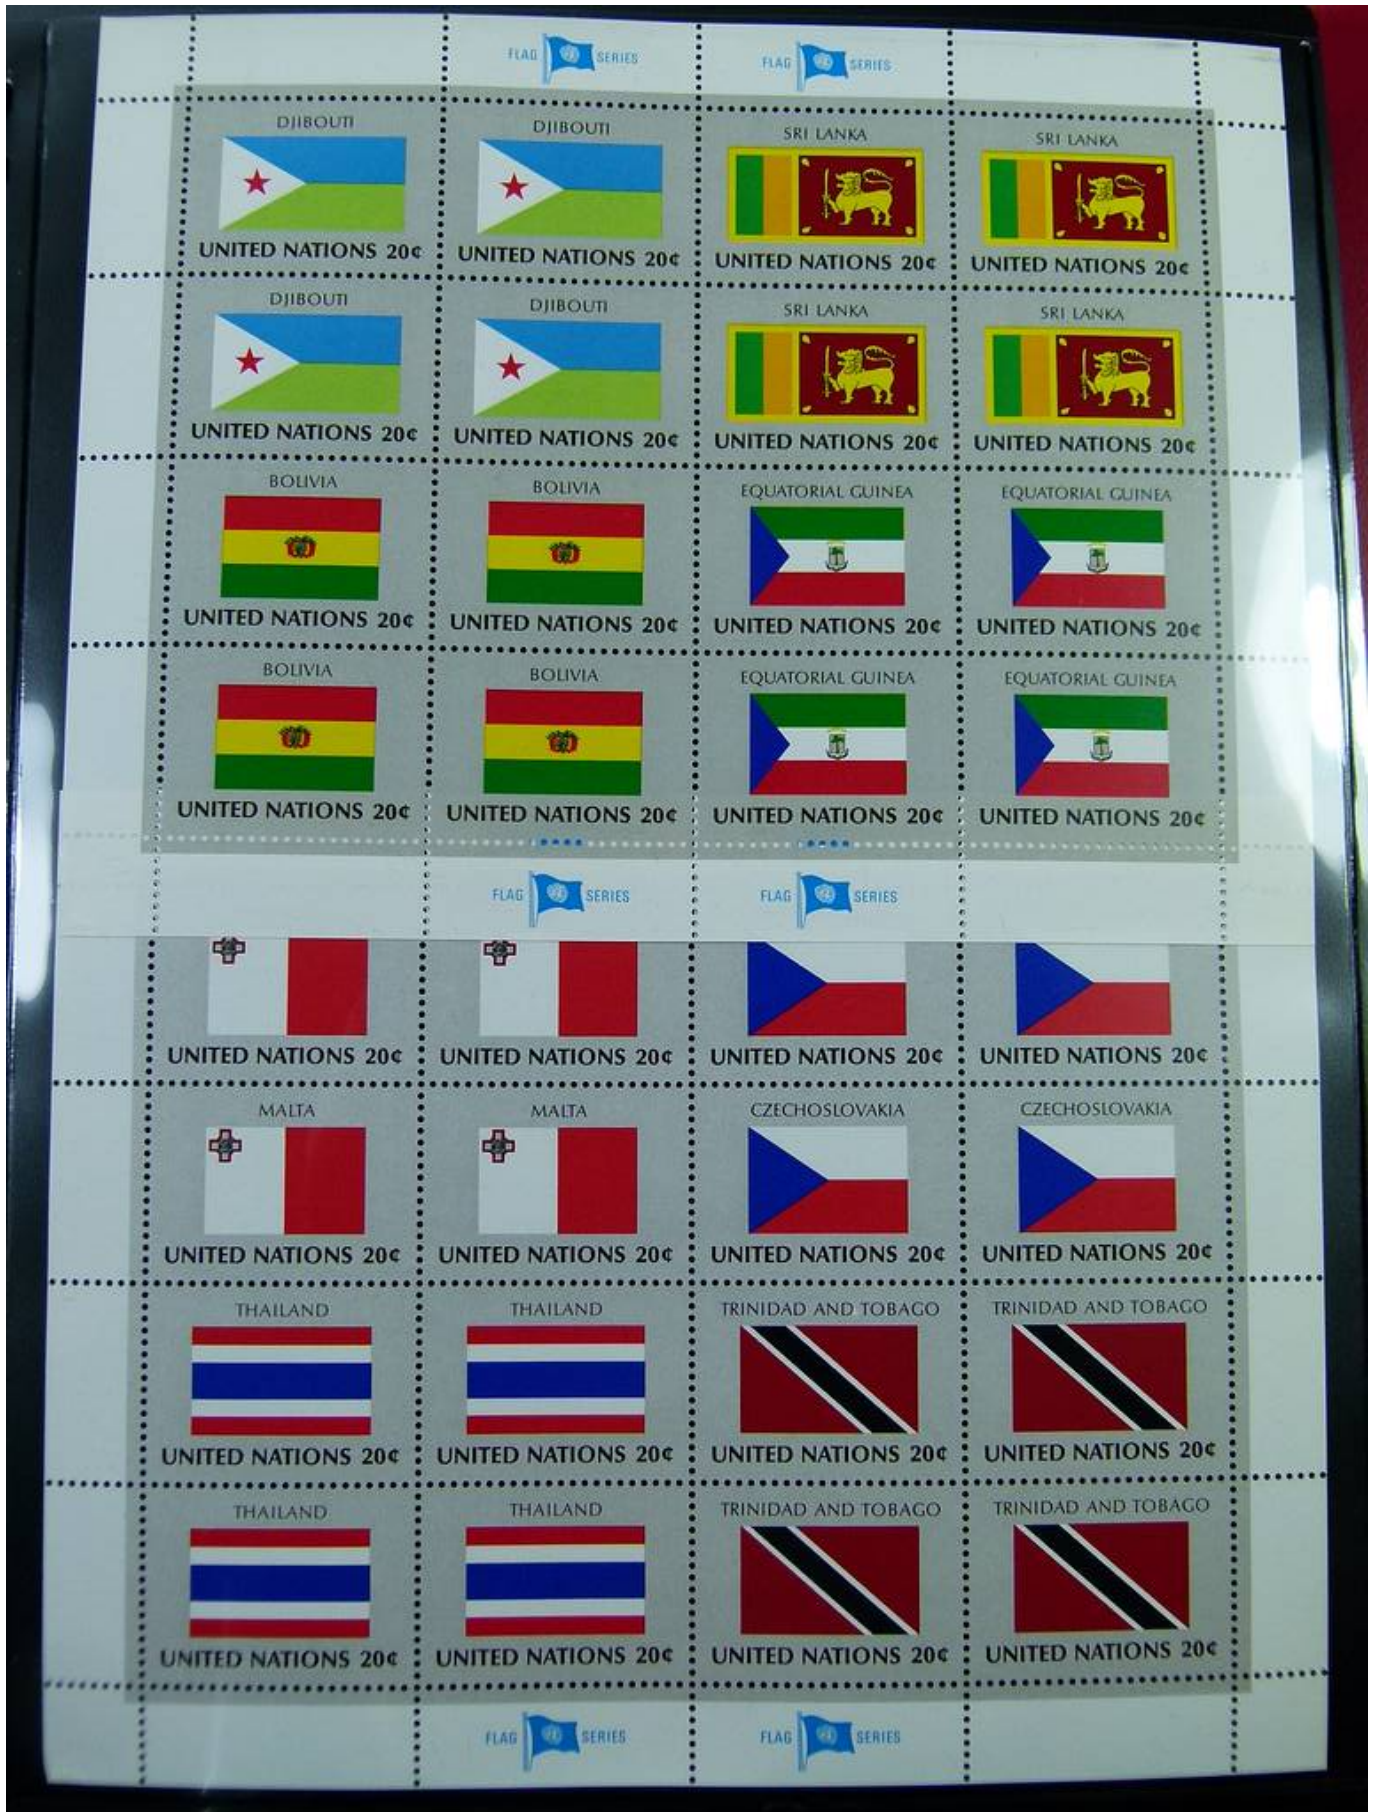 FLAG SERIES FLAG SERIES
DJIBOUTI DJIBOUTI SRI LANKA SRI LANKA
UNITED NATIONS 20¢ UNITED NATIONS 20¢ UNITED NATIONS 20¢ UNITED NATIONS 20¢
DJIBOUTI DJIBOUTI SRI LANKA SRI LANKA
UNITED NATIONS 20¢ UNITED NATIONS 20¢ UNITED NATIONS 20¢ UNITED NATIONS 20¢
BOLIVIA BOLIVIA EQUATORIAL GUINEA EQUATORIAL GUINEA
UNITED NATIONS 20¢ UNITED NATIONS 20¢ UNITED NATIONS 20¢ UNITED NATIONS 20¢
BOLIVIA BOLIVIA EQUATORIAL GUINEA EQUATORIAL GUINEA
UNITED NATIONS 20¢ UNITED NATIONS 20¢ UNITED NATIONS 20¢ UNITED NATIONS 20¢
FLAG SERIES FLAG SERIES
UNITED NATIONS 20¢ UNITED NATIONS 20¢ UNITED NATIONS 20¢ UNITED NATIONS 20¢
MALTA MALTA CZECHOSLOVAKIA CZECHOSLOVAKIA
UNITED NATIONS 20¢ UNITED NATIONS 20¢ UNITED NATIONS 20¢ UNITED NATIONS 20¢
THAILAND THAILAND TRINIDAD AND TOBAGO TRINIDAD AND TOBAGO
UNITED NATIONS 20¢ UNITED NATIONS 20¢ UNITED NATIONS 20¢ UNITED NATIONS 20¢
THAILAND THAILAND TRINIDAD AND TOBAGO TRINIDAD AND TOBAGO
UNITED NATIONS 20¢ UNITED NATIONS 20¢ UNITED NATIONS 20¢ UNITED NATIONS 20¢
FLAG SERIES FLAG SERIES